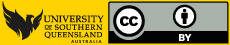 UNIVERSITY
OF SOUTHERN
QUEENSLAND
AUSTRALIA
CC
BY